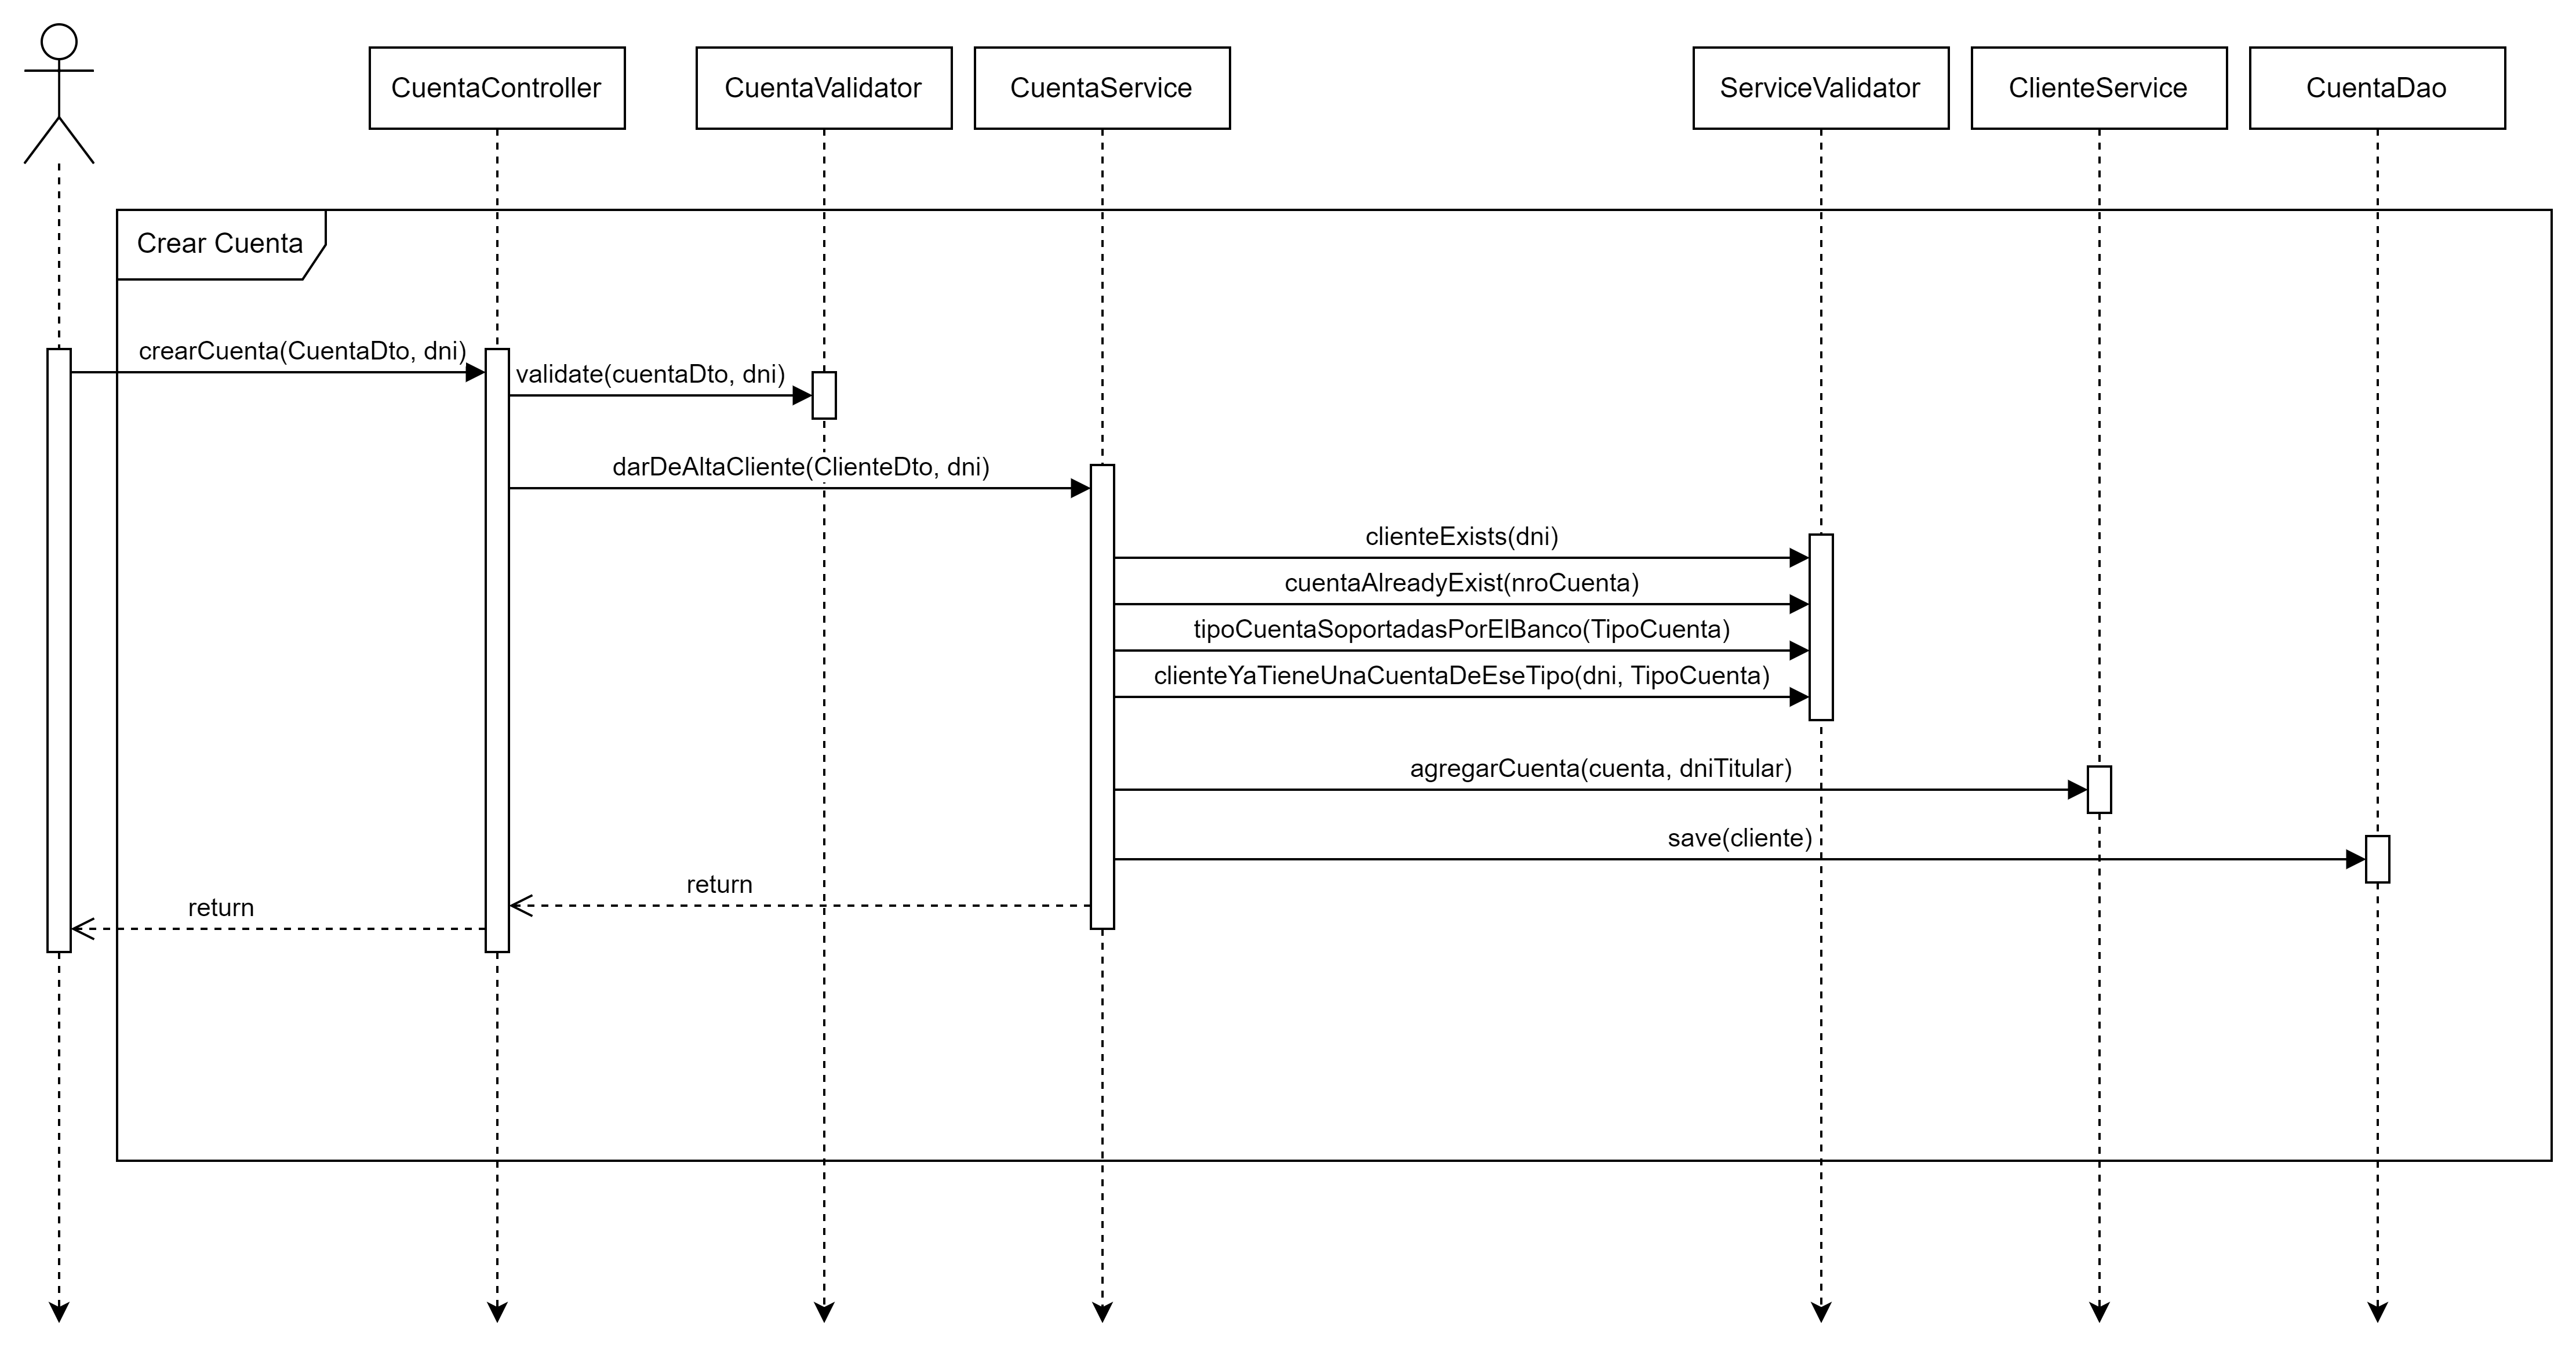 CuentaController
CuentaValidator
CuentaService
ServiceValidator
ClienteService
CuentaDao
Crear Cuenta
crearCuenta(CuentaDto, dni)
validate(cuentaDto, dni)
darDeAltaCliente(ClienteDto, dni)
clienteExists(dni)
cuentaAlreadyExist(nroCuenta)
tipoCuentaSoportadasPorElBanco(TipoCuenta)
clienteYaTieneUnaCuentaDeEseTipo(dni, TipoCuenta)
agregarCuenta(cuenta, dniTitular)
save(cliente)
return
return